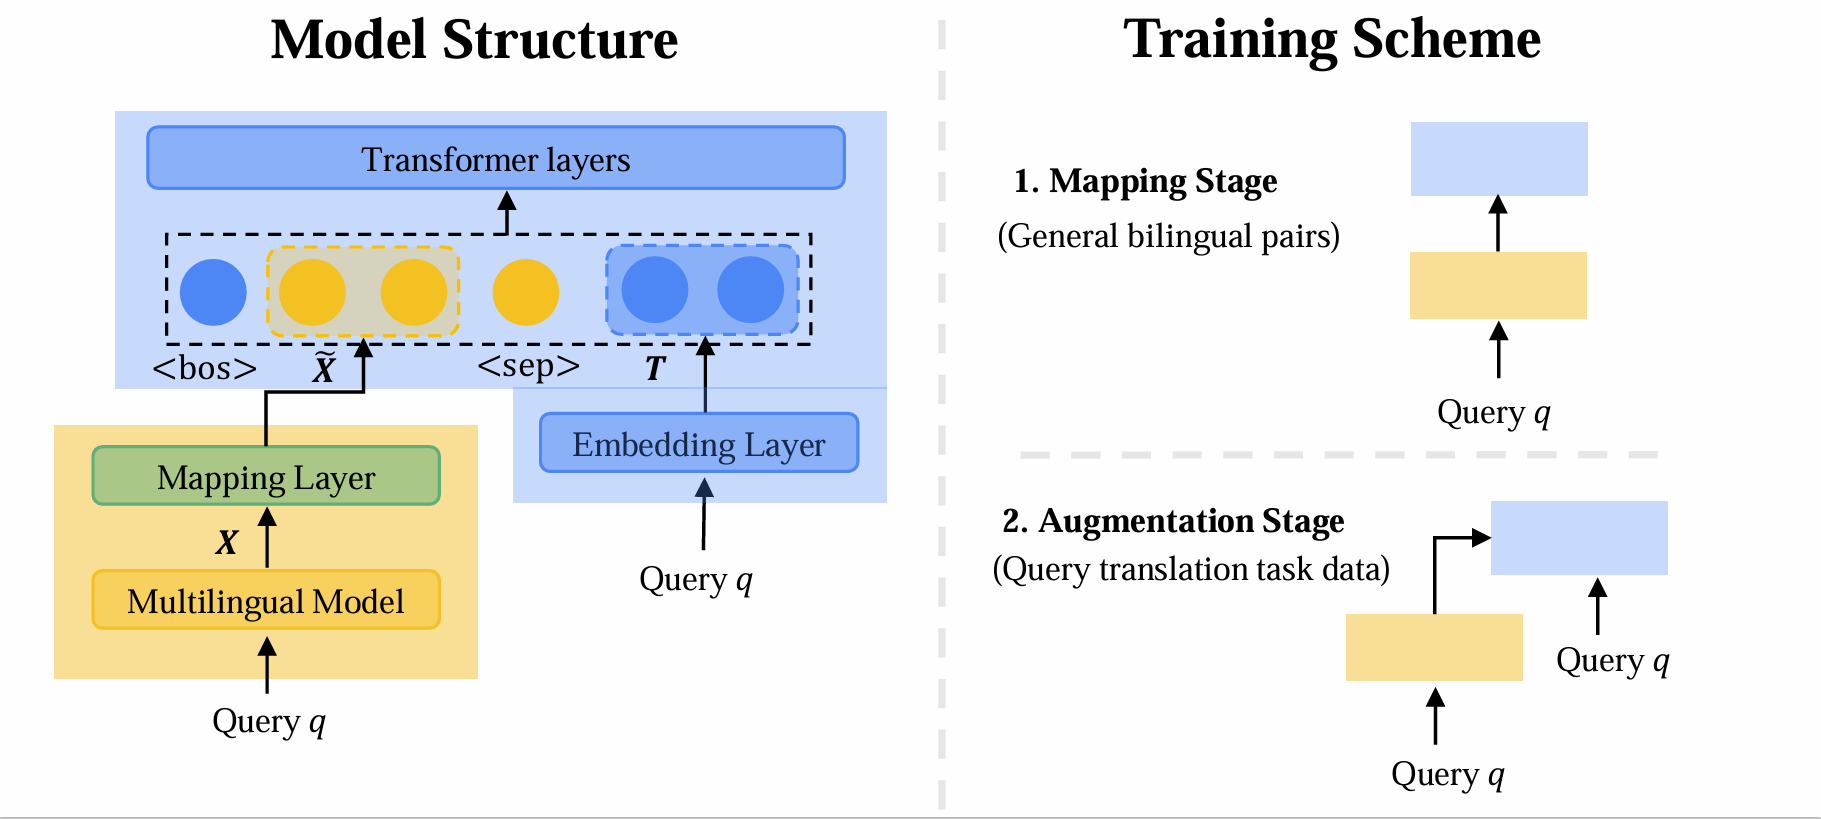 Model Structure
Transformer layers
<bos>
X̃
<sep>
T
Mapping Layer
X
Multilingual Model
Query q
Embedding Layer
Query q
Training Scheme
1. Mapping Stage
(General bilingual pairs)
Query q
2. Augmentation Stage
(Query translation task data)
Query q
Query q